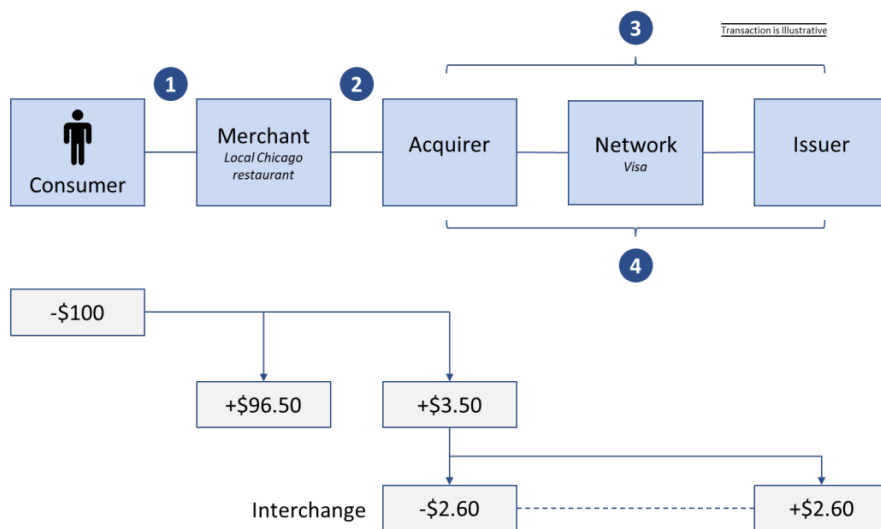 3
Transaction is Illustrative
1
2
Consumer
Merchant
Local Chicago
restaurant
Acquirer
Network
Visa
Issuer
4
-$100
+$96.50
+$3.50
Interchange
-$2.60
+$2.60